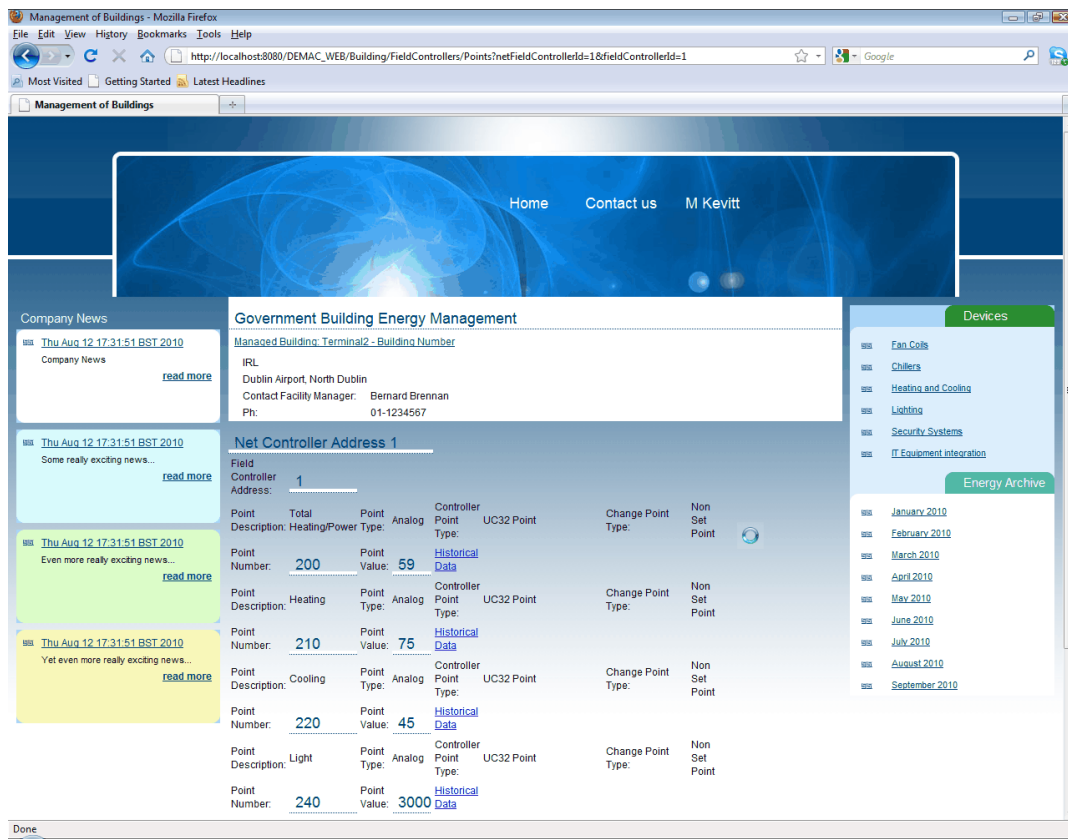 Management of Buildings - Mozilla Firefox
File Edit View History Bookmarks Tools Help
http://localhost:8080/DEMAC_WEB/Building/FieldControllers/Points?netFieldControllerId=1&fieldControllerId=1
Google
Most Visited Getting Started Latest Headlines
Management of Buildings
Home Contact us M Kevitt
Company News
Thu Aug 12 17:31:51 BST 2010
Company News
read more
Thu Aug 12 17:31:51 BST 2010
Some really exciting news...
read more
Thu Aug 12 17:31:51 BST 2010
Even more really exciting news...
read more
Thu Aug 12 17:31:51 BST 2010
Yet even more really exciting news...
read more
Government Building Energy Management
Managed Building: Terminal2 - Building Number
IRL
Dublin Airport, North Dublin
Contact Facility Manager: Bernard Brennan
Ph: 01-1234567
Net Controller Address 1
Field
Controller
Address: 1
Point Description: Total Heating/Power Point Type: Analog Controller Point Type: UC32 Point Change Point Type: Non Set Point
Point Number: 200 Point Value: 59 Historical Data
Point Description: Heating Point Type: Analog Controller Point Type: UC32 Point Change Point Type: Non Set Point
Point Number: 210 Point Value: 75 Historical Data
Point Description: Cooling Point Type: Analog Controller Point Type: UC32 Point Change Point Type: Non Set Point
Point Number: 220 Point Value: 45 Historical Data
Point Description: Light Point Type: Analog Controller Point Type: UC32 Point Change Point Type: Non Set Point
Point Number: 240 Point Value: 3000 Historical Data
Devices
Fan Coils
Chillers
Heating and Cooling
Lighting
Security Systems
IT Equipment integration
Energy Archive
January 2010
February 2010
March 2010
April 2010
May 2010
June 2010
July 2010
August 2010
September 2010
Done